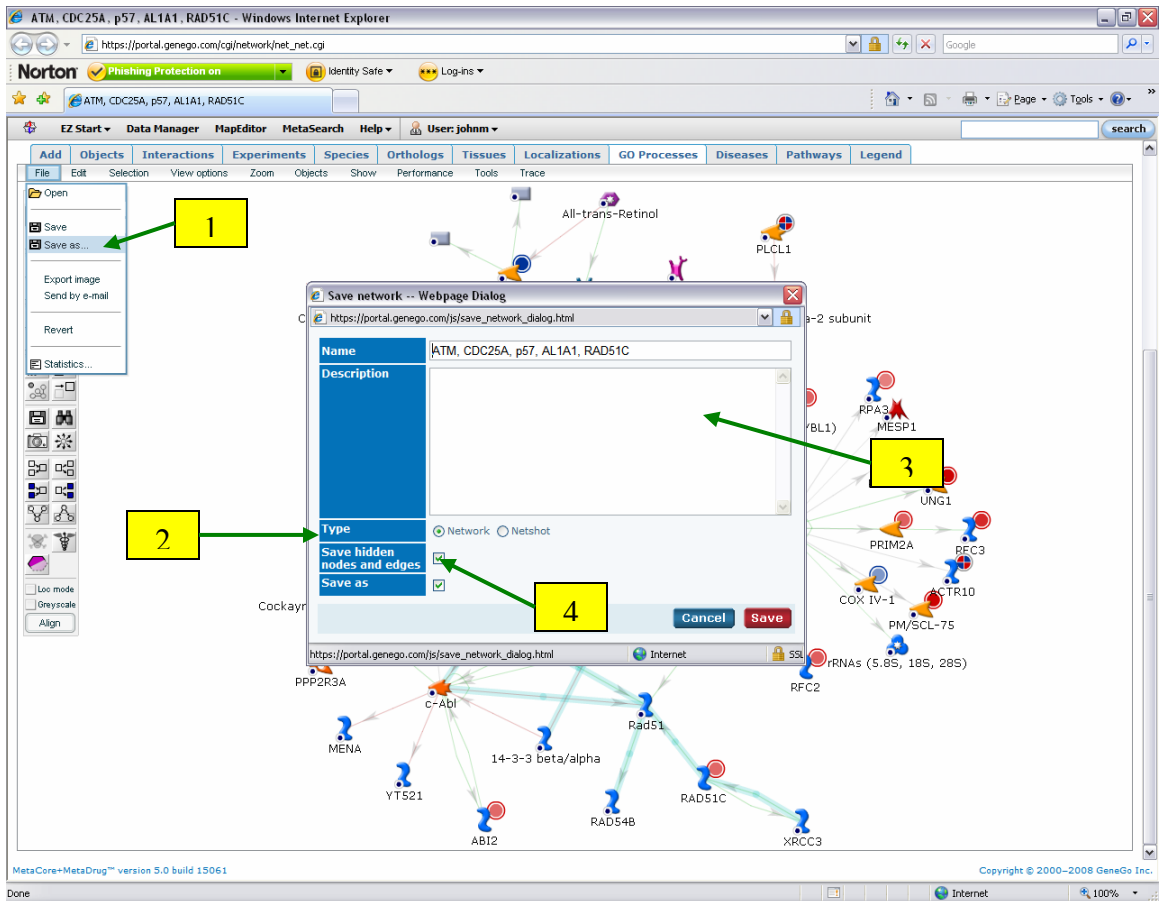 ATM, CDC25A, p57, AL1A1, RAD51C - Windows Internet Explorer
https://portal.genego.com/cgi/network/net_net.cgi
Google
Norton Phishing Protection on Identity Safe Log-ins
ATM, CDC25A, p57, AL1A1, RAD51C
Page Tools
EZ Start Data Manager MapEditor MetaSearch Help User: johnm search
Add Objects Interactions Experiments Species Orthologs Tissues Localizations GO Processes Diseases Pathways Legend
File Edit Selection View options Zoom Objects Show Performance Tools Trace
Open
Save
Save as...
Export image
Send by e-mail
Revert
Statistics...
1
All-trans-Retinol
PLCL1
Save network -- Webpage Dialog
https://portal.genego.com/js/save_network_dialog.html
C
a-2 subunit
Name ATM, CDC25A, p57, AL1A1, RAD51C
Description
Type Network Netshot
Save hidden
nodes and edges
Save as
Cancel Save
https://portal.genego.com/js/save_network_dialog.html Internet SSL
2
3
4
RPA3
MESP1
/BL1)
UNG1
PRIM2A
RFC3
ACTR10
COX IV-1
PM/SCL-75
rRNAs (5.8S, 18S, 28S)
RFC2
Loc mode
Greyscale
Align
Cockayr
PPP2R3A
c-Abl
Rad51
MENA
14-3-3 beta/alpha
YT521
RAD51C
RAD54B
ABI2
XRCC3
MetaCore+MetaDrug™ version 5.0 build 15061
Copyright © 2000-2008 GeneGo Inc.
Done Internet 100%